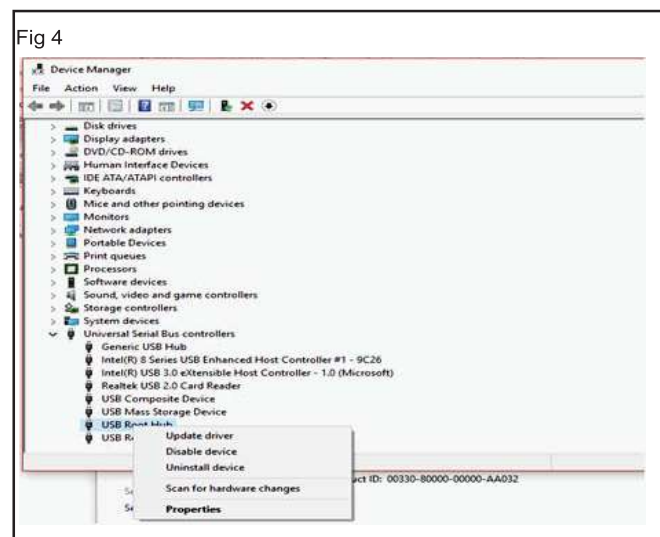 Fig 4
Device Manager
File Action View Help
Disk drives
Display adapters
DVD/CD-ROM drives
Human Interface Devices
IDE ATA/ATAPI controllers
Keyboards
Mice and other pointing devices
Monitors
Network adapters
Portable Devices
Print queues
Processors
Software devices
Sound, video and game controllers
Storage controllers
System devices
Universal Serial Bus controllers
Generic USB Hub
Intel(R) 8 Series USB Enhanced Host Controller #1 - 9C26
Intel(R) USB 3.0 eXtensible Host Controller - 1.0 (Microsoft)
Realtek USB 2.0 Card Reader
USB Composite Device
USB Mass Storage Device
USB Root Hub
USB R
Update driver
Disable device
Uninstall device
Scan for hardware changes
Properties
uct ID: 00330-80000-00000-AA032